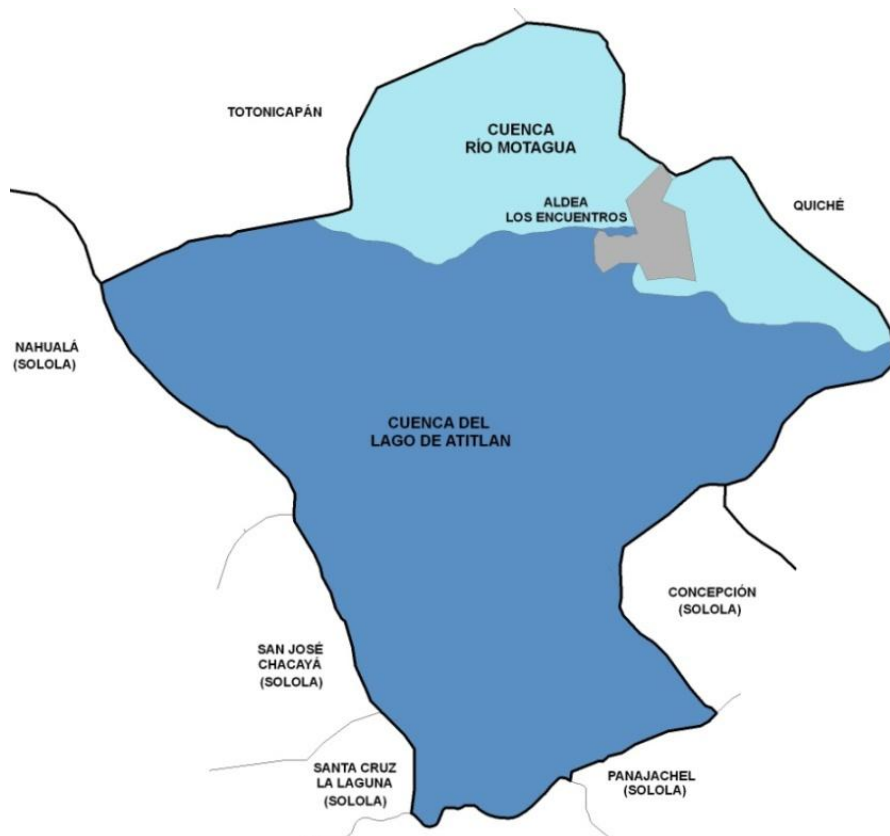 TOTONICAPÁN
CUENCA
RÍO MOTAGUA
ALDEA
LOS ENCUENTROS
QUICHÉ
NAHUALÁ
(SOLOLA)
CUENCA DEL
LAGO DE ATITLAN
CONCEPCIÓN
(SOLOLA)
SAN JOSÉ
CHACAYÁ
(SOLOLA)
SANTA CRUZ
LA LAGUNA
(SOLOLA)
PANAJACHEL
(SOLOLA)